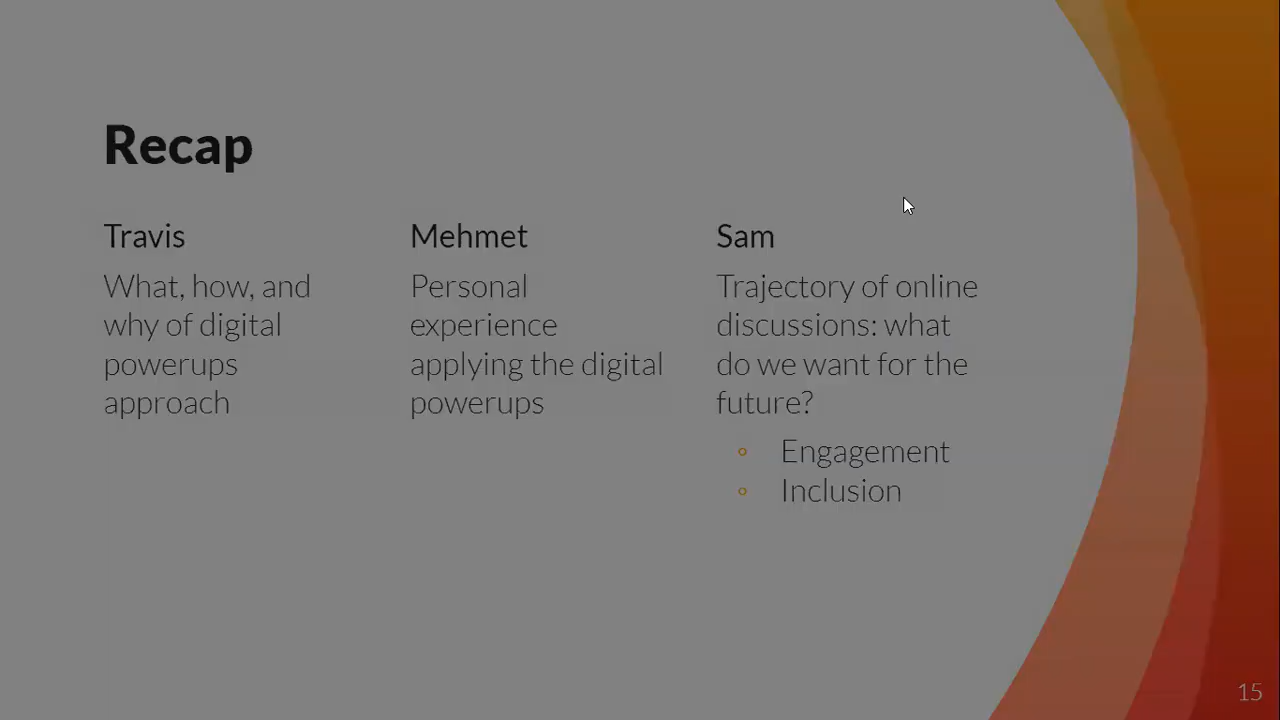 Recap
Travis
What, how, and
why of digital
powerups
approach
Mehmet
Personal
experience
applying the digital
powerups
Sam
Trajectory of online
discussions: what
do we want for the
future?
Engagement
Inclusion
15